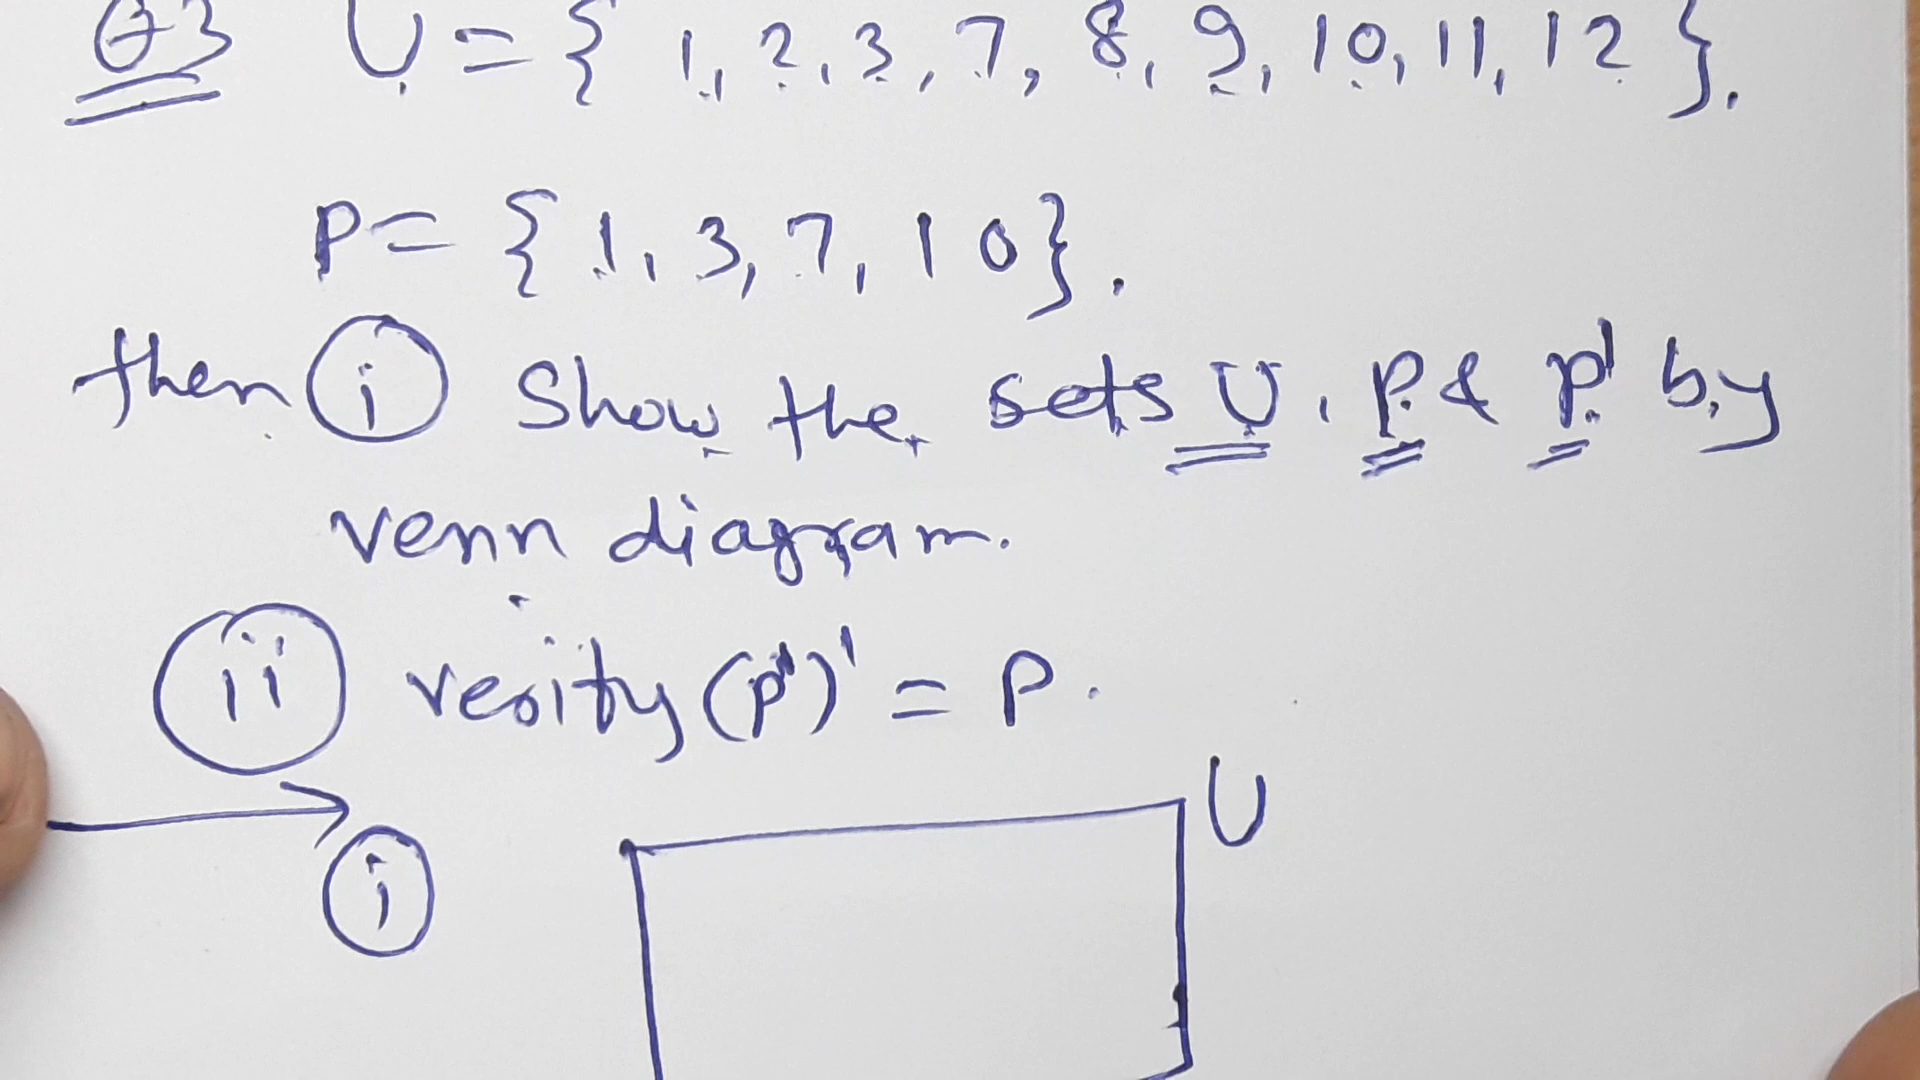 Q3 U = { 1, 2, 3, 7, 8, 9, 10, 11, 12 }.
P = { 1, 3, 7, 10 }.
then (i) Show the sets U, P & P' by
venn diagram.
(ii) verify (P')' = P.
U
(i)